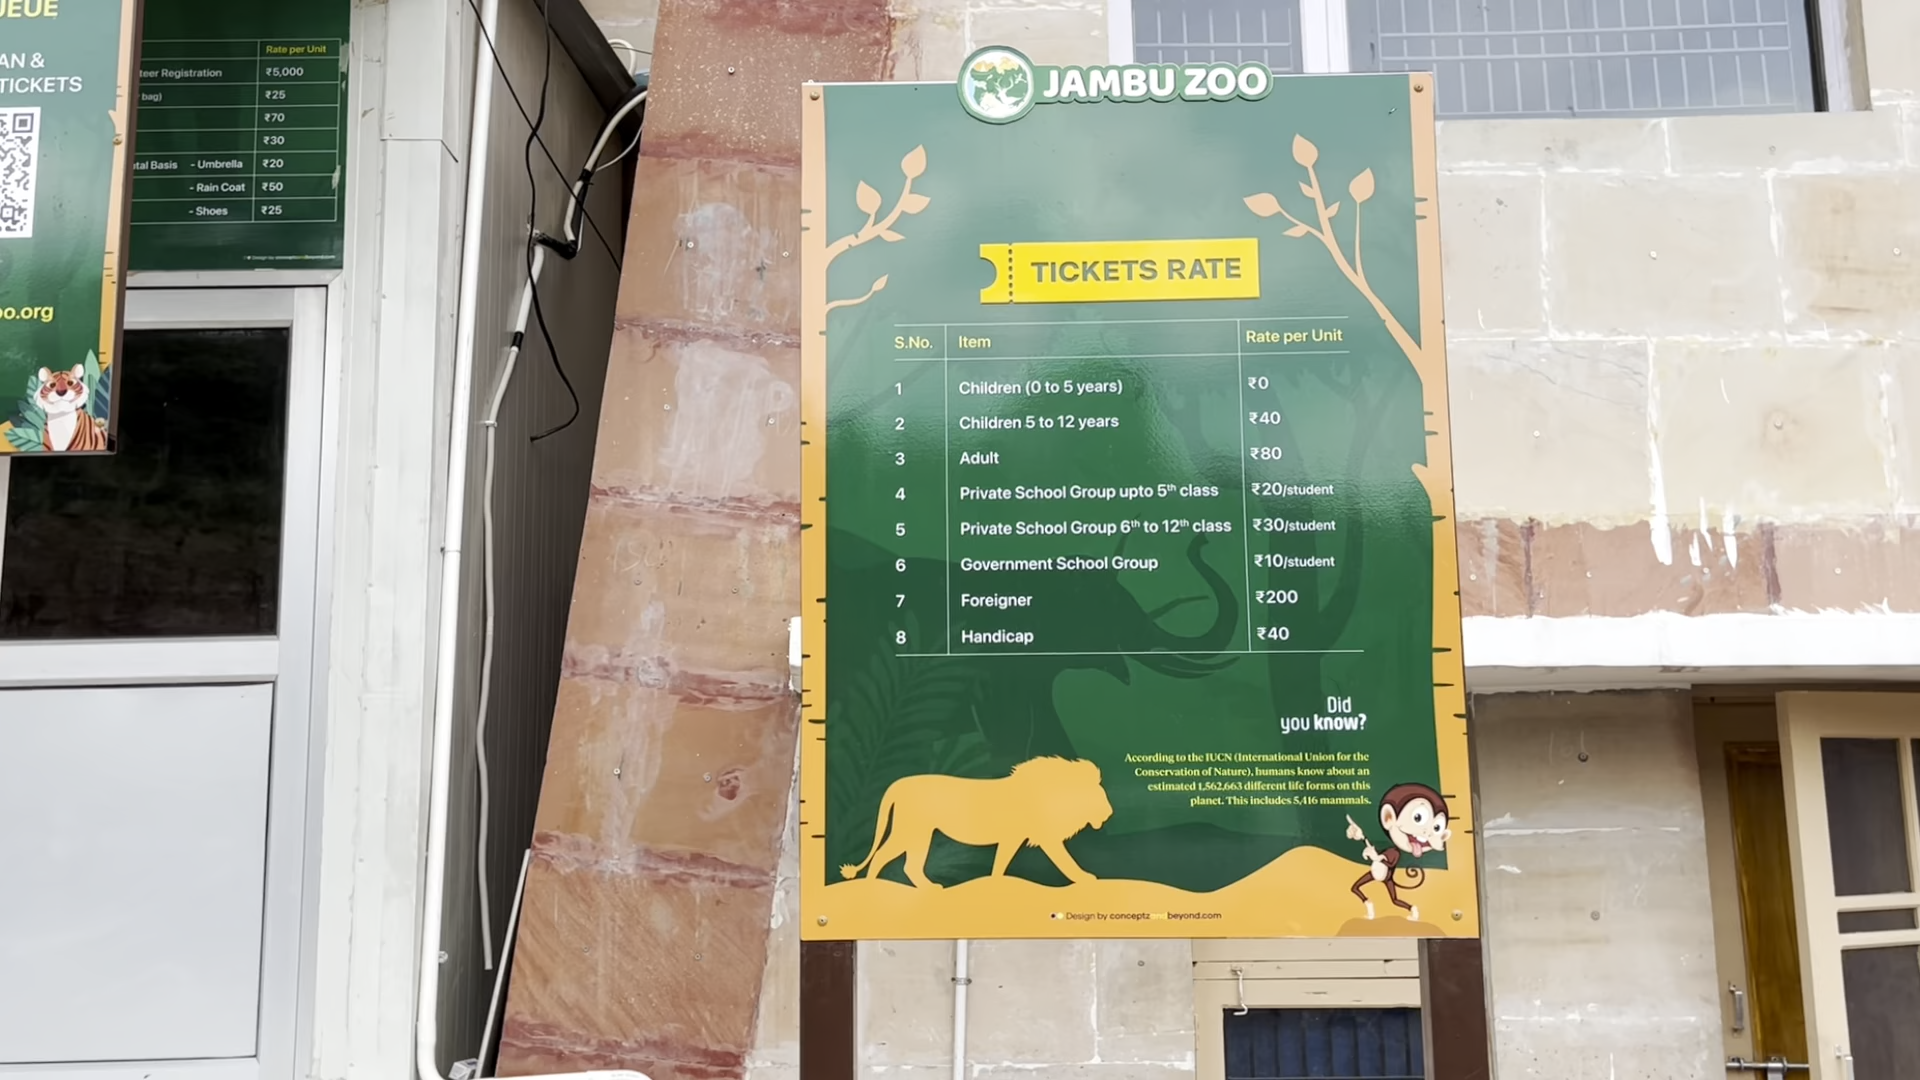 AN &
TICKETS
oo.org
Rate per Unit
Registration ₹5,000
bag) ₹25
₹70
₹30
Basis - Umbrella ₹20
- Rain Coat ₹50
- Shoes ₹25
JAMBU ZOO
TICKETS RATE
S.No. Item Rate per Unit
1 Children (0 to 5 years) ₹0
2 Children 5 to 12 years ₹40
3 Adult ₹80
4 Private School Group upto 5th class ₹20/student
5 Private School Group 6th to 12th class ₹30/student
6 Government School Group ₹10/student
7 Foreigner ₹200
8 Handicap ₹40
Did
you know?
According to the IUCN (International Union for the
Conservation of Nature), humans know about an
estimated 1,562,663 different life forms on this
planet. This includes 5,416 mammals.
Design by conceptzandbeyond.com